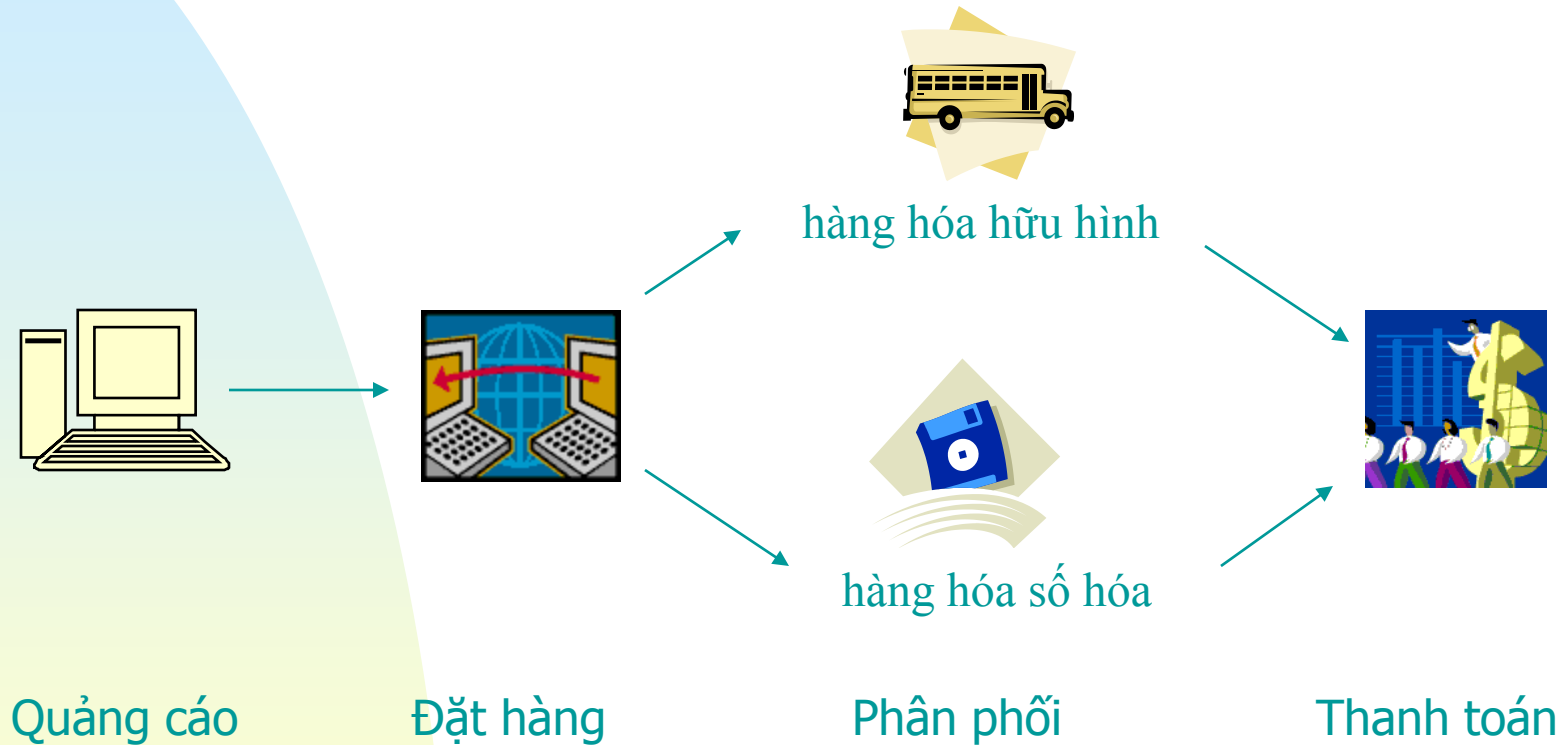 hàng hóa hữu hình
hàng hóa số hóa
Quảng cáo
Đặt hàng
Phân phối
Thanh toán